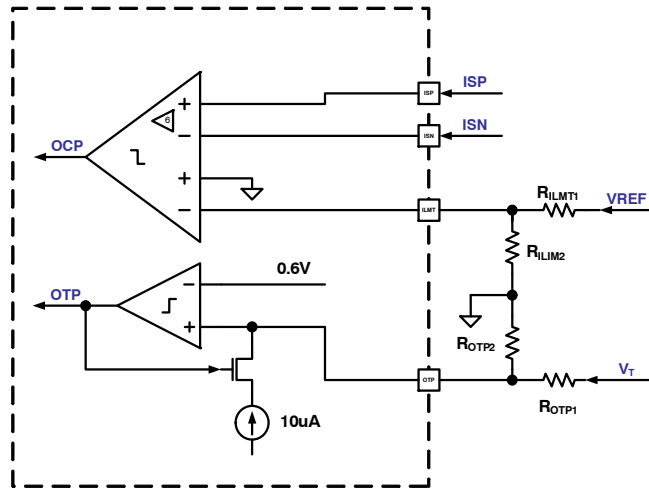 ISP
ISP
+
6
ISN
ISN
−
OCP
+
RILMT1
VREF
−
ILMT
RILIM2
0.6V
−
OTP
+
ROTP2
VT
OTP
ROTP1
10uA